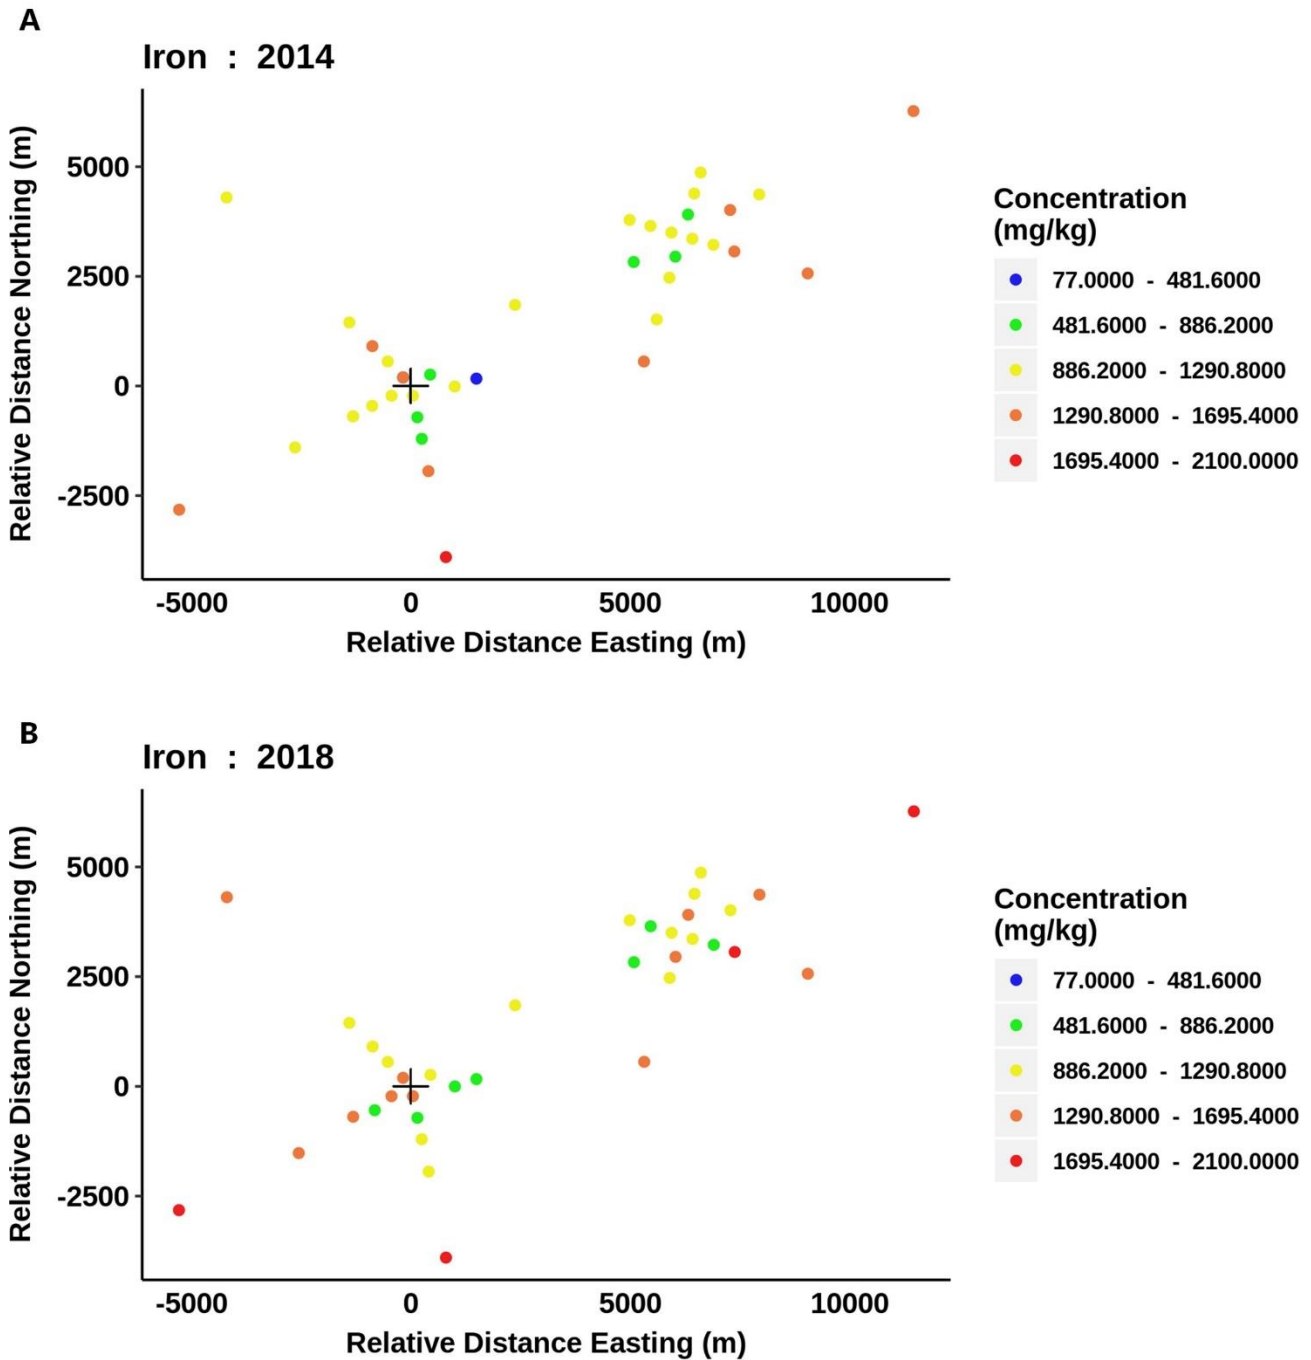 A
Iron : 2014
Relative Distance Northing (m)
5000
2500
0
-2500
-5000 0 5000 10000
Relative Distance Easting (m)
Concentration
(mg/kg)
77.0000 - 481.6000
481.6000 - 886.2000
886.2000 - 1290.8000
1290.8000 - 1695.4000
1695.4000 - 2100.0000
B
Iron : 2018
Relative Distance Northing (m)
5000
2500
0
-2500
-5000 0 5000 10000
Relative Distance Easting (m)
Concentration
(mg/kg)
77.0000 - 481.6000
481.6000 - 886.2000
886.2000 - 1290.8000
1290.8000 - 1695.4000
1695.4000 - 2100.0000